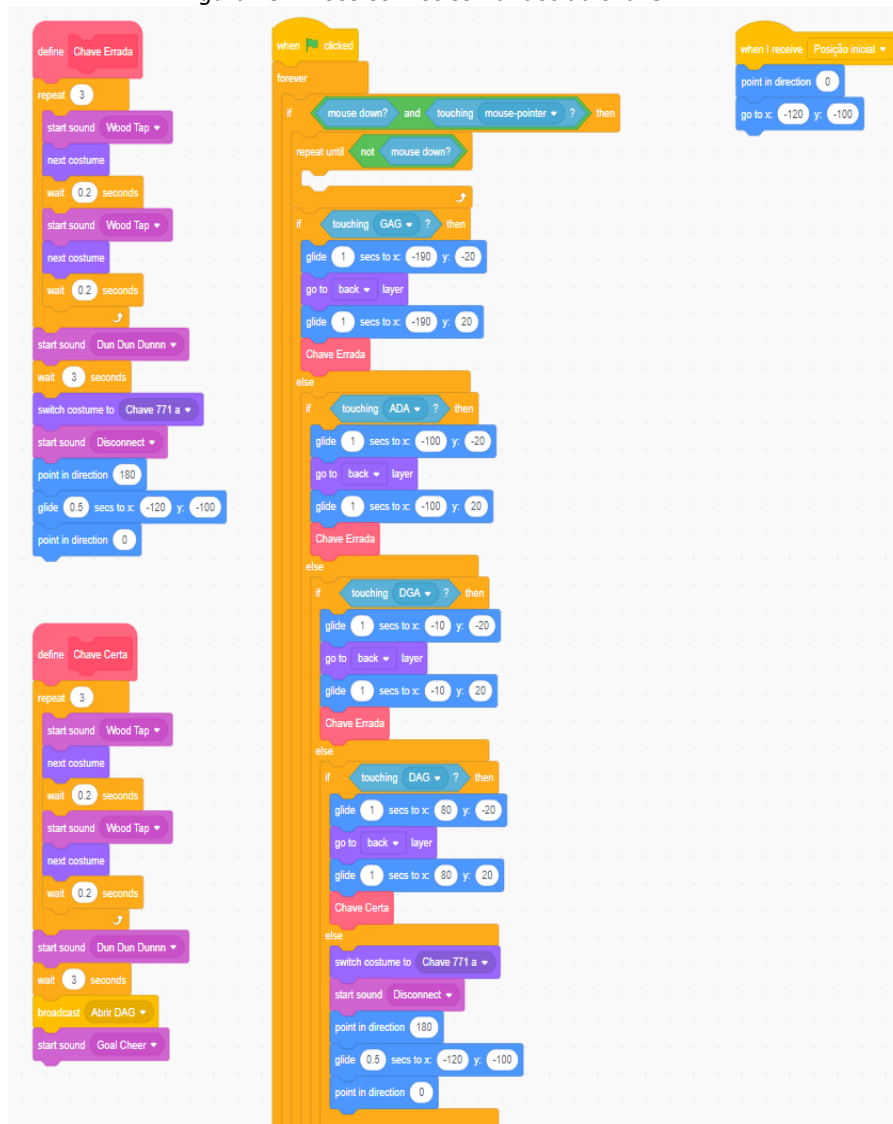 define Chave Errada
repeat 3
start sound Wood Tap
next costume
wait 0.2 seconds
start sound Wood Tap
next costume
wait 0.2 seconds
start sound Dun Dun Dunnn
wait 3 seconds
switch costume to Chave 771 a
start sound Disconnect
point in direction 180
glide 0.5 secs to x: -120 y: -100
point in direction 0
define Chave Certa
repeat 3
start sound Wood Tap
next costume
wait 0.2 seconds
start sound Wood Tap
next costume
wait 0.2 seconds
start sound Dun Dun Dunnn
wait 3 seconds
broadcast Abrir DAG
start sound Goal Cheer
when clicked
forever
if mouse down? and touching mouse-pointer ? then
repeat until not mouse down?
if touching GAG ? then
glide 1 secs to x: -190 y: -20
go to back layer
glide 1 secs to x: -190 y: 20
Chave Errada
else
if touching ADA ? then
glide 1 secs to x: -100 y: -20
go to back layer
glide 1 secs to x: -100 y: 20
Chave Errada
else
if touching DGA ? then
glide 1 secs to x: -10 y: -20
go to back layer
glide 1 secs to x: -10 y: 20
Chave Errada
else
if touching DAG ? then
glide 1 secs to x: 80 y: -20
go to back layer
glide 1 secs to x: 80 y: 20
Chave Certa
else
switch costume to Chave 771 a
start sound Disconnect
point in direction 180
glide 0.5 secs to x: -120 y: -100
point in direction 0
when I receive Posição inicial
point in direction 0
go to x: -120 y: -100